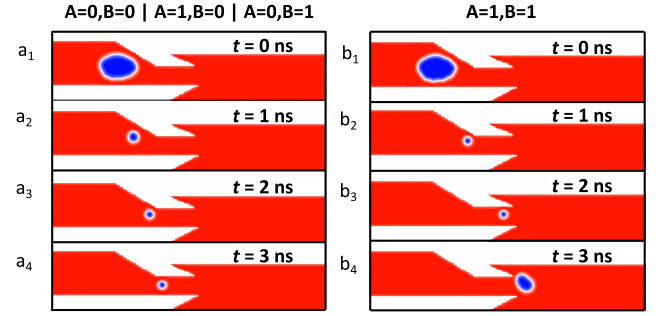 A=0,B=0 | A=1,B=0 | A=0,B=1
a1 t = 0 ns
a2 t = 1 ns
a3 t = 2 ns
a4 t = 3 ns
A=1,B=1
b1 t = 0 ns
b2 t = 1 ns
b3 t = 2 ns
b4 t = 3 ns